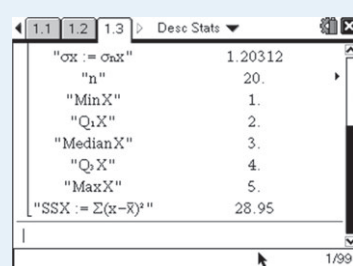 1.1 1.2 1.3 Desc Stats
"σx := σₙx" 1.20312
"n" 20.
"MinX" 1.
"Q₁X" 2.
"MedianX" 3.
"Q₃X" 4.
"MaxX" 5.
"SSX := Σ(x-x̄)²" 28.95
1/99